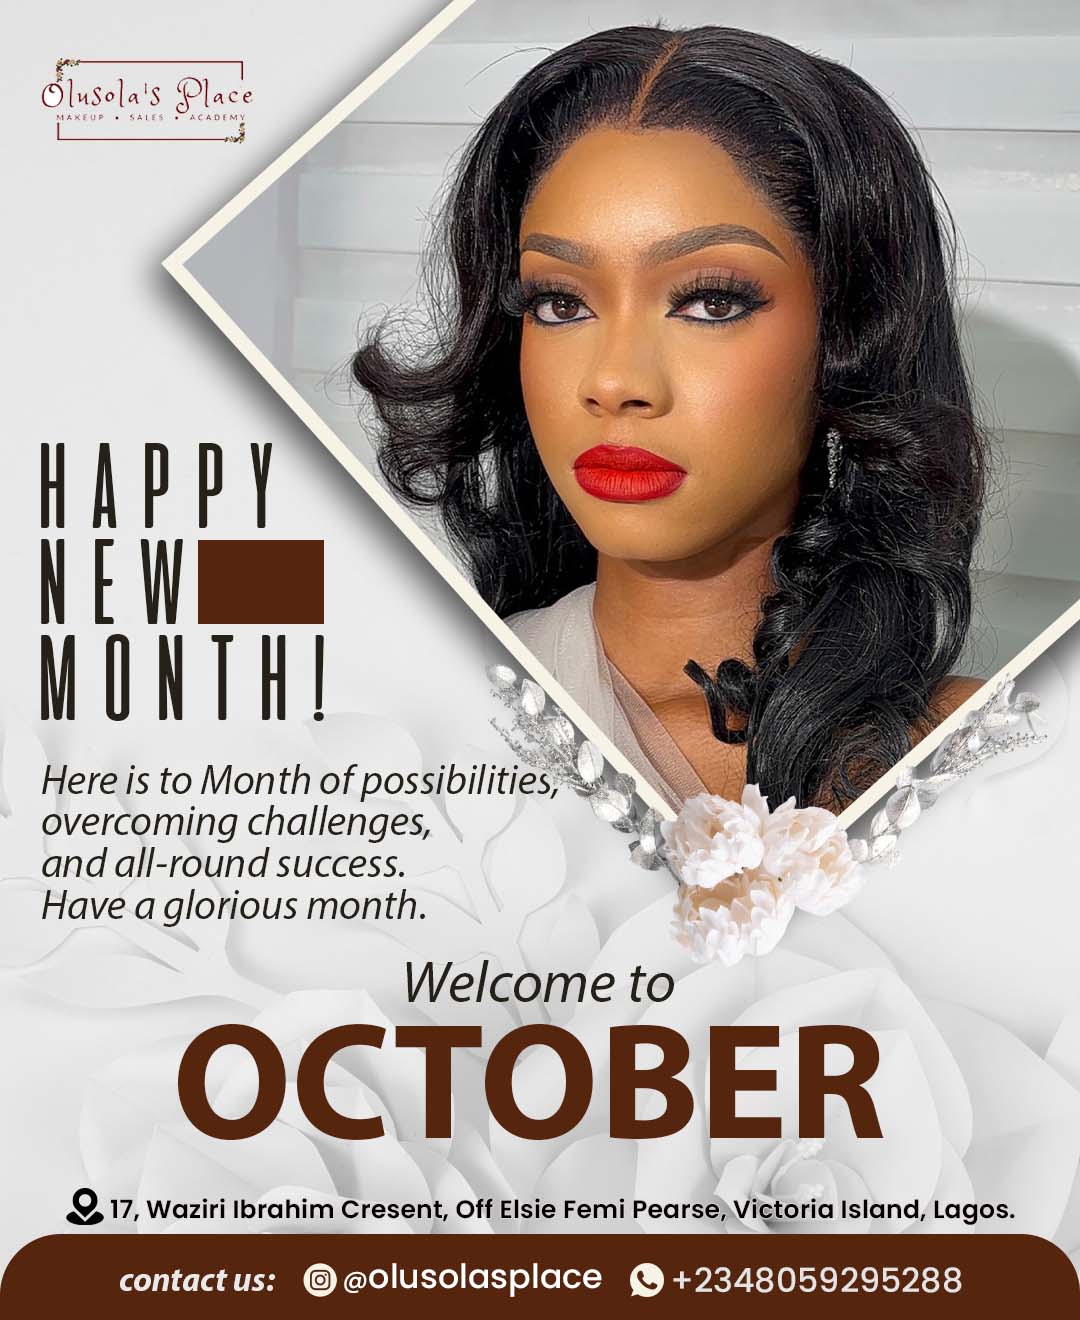 Olusola's Place
MAKEUP • SALES • ACADEMY
HAPPY
NEW
MONTH!
Here is to Month of possibilities,
overcoming challenges,
and all-round success.
Have a glorious month.
Welcome to
OCTOBER
17, Waziri Ibrahim Cresent, Off Elsie Femi Pearse, Victoria Island, Lagos.
contact us: @olusolasplace +2348059295288